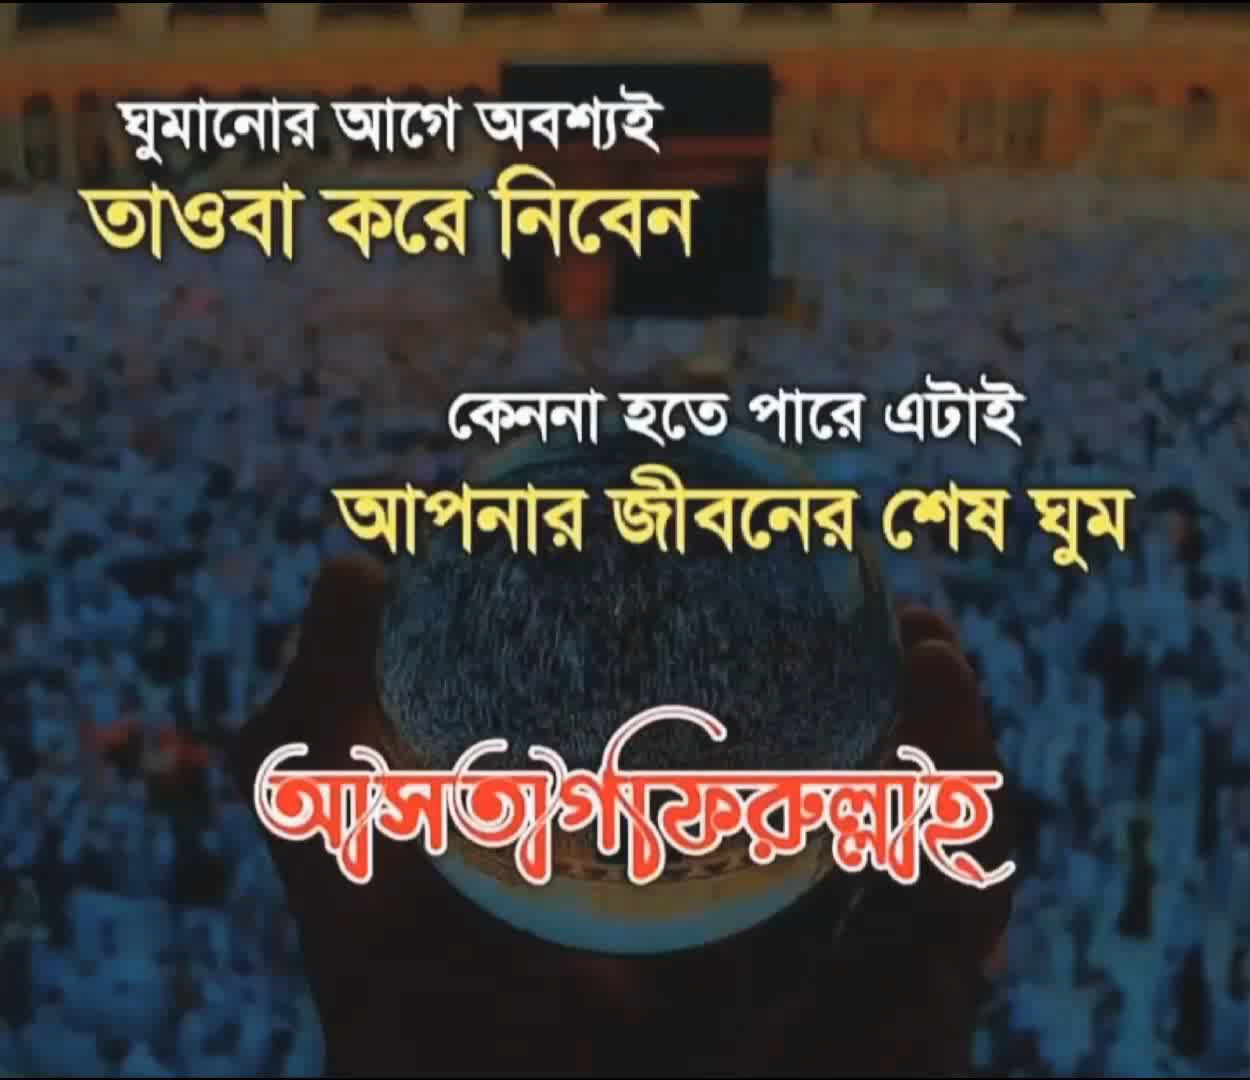 ঘুমানোর আগে অবশ্যই
তাওবা করে নিবেন
কেননা হতে পারে এটাই
আপনার জীবনের শেষ ঘুম
আসতাগফিরুল্লাহ